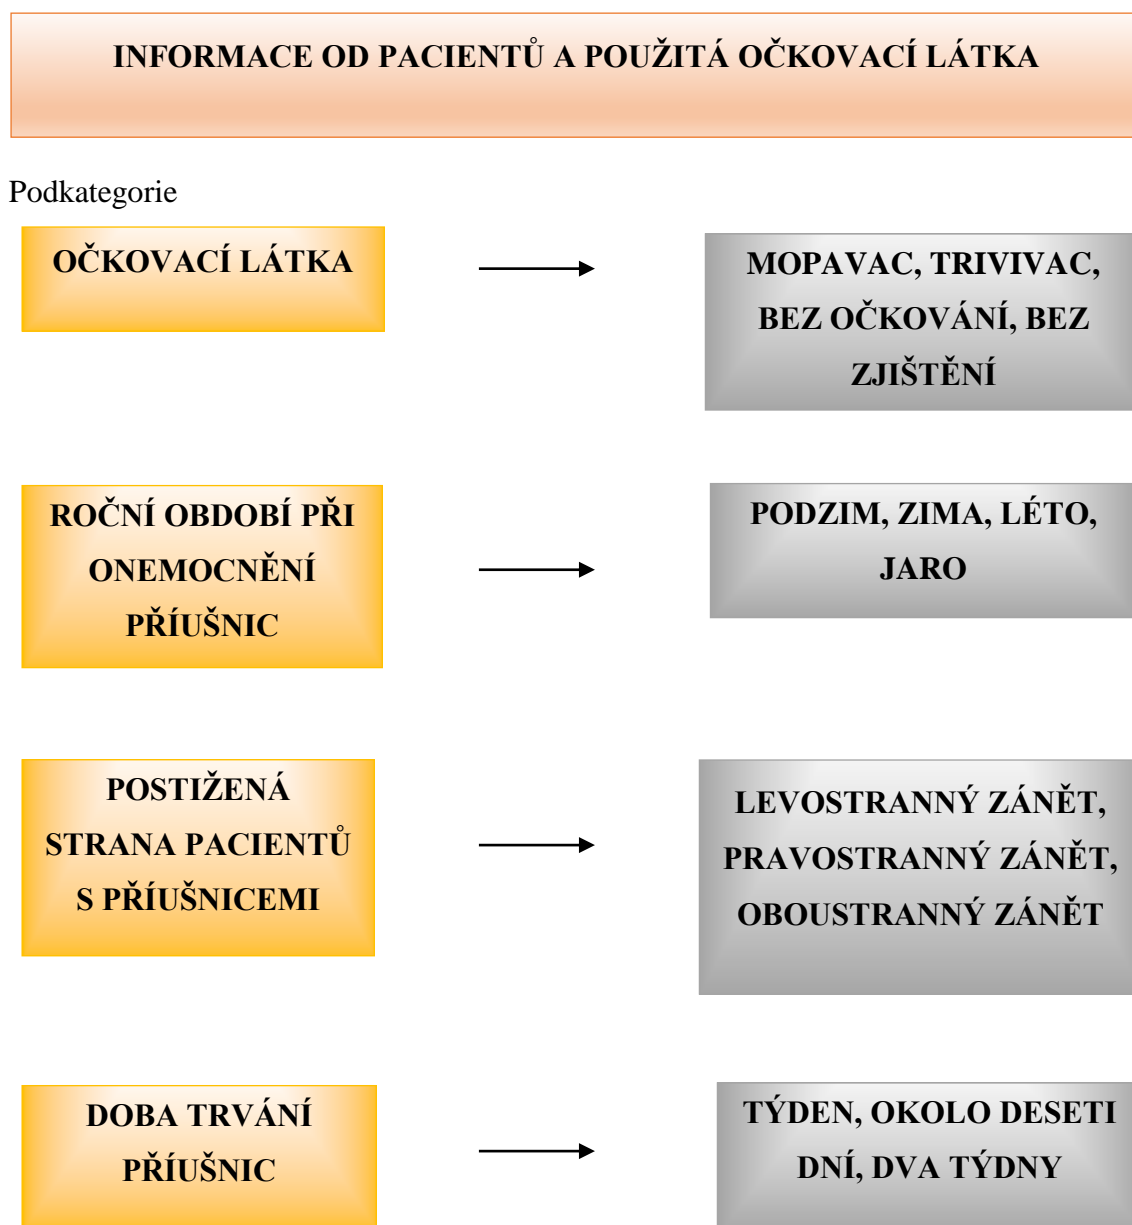 INFORMACE OD PACIENTŮ A POUŽITÁ OČKOVACÍ LÁTKA
Podkategorie
OČKOVACÍ LÁTKA
MOPAVAC, TRIVIVAC,
BEZ OČKOVÁNÍ, BEZ
ZJIŠTĚNÍ
ROČNÍ OBDOBÍ PŘI
ONEMOCNĚNÍ
PŘÍUŠNIC
PODZIM, ZIMA, LÉTO,
JARO
POSTIŽENÁ
STRANA PACIENTŮ
S PŘÍUŠNICEMI
LEVOSTRANNÝ ZÁNĚT,
PRAVOSTRANNÝ ZÁNĚT,
OBOUSTRANNÝ ZÁNĚT
DOBA TRVÁNÍ
PŘÍUŠNIC
TÝDEN, OKOLO DESETI
DNÍ, DVA TÝDNY